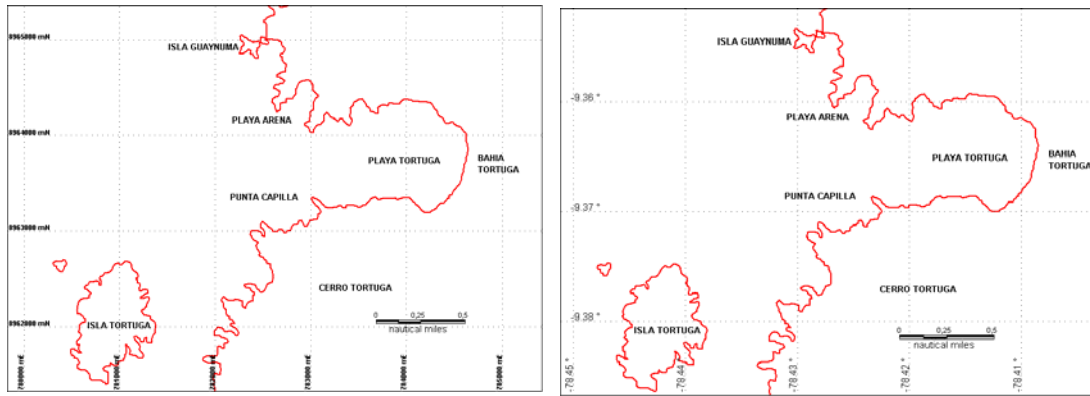 8965000 mN
ISLA GUAYNUMA
PLAYA ARENA
8964000 mN
PLAYA TORTUGA
BAHIA
TORTUGA
PUNTA CAPILLA
8963000 mN
CERRO TORTUGA
0 0,25 0,5
nautical miles
8962000 mN
ISLA TORTUGA
780000 mE
781000 mE
782000 mE
783000 mE
784000 mE
785000 mE
ISLA GUAYNUMA
-9.36
PLAYA ARENA
PLAYA TORTUGA
BAHIA
TORTUGA
PUNTA CAPILLA
-9.37
CERRO TORTUGA
-9.38
ISLA TORTUGA
0 0,25 0,5
nautical miles
-78.45 °
-78.44 °
-78.43 °
-78.42 °
-78.41 °